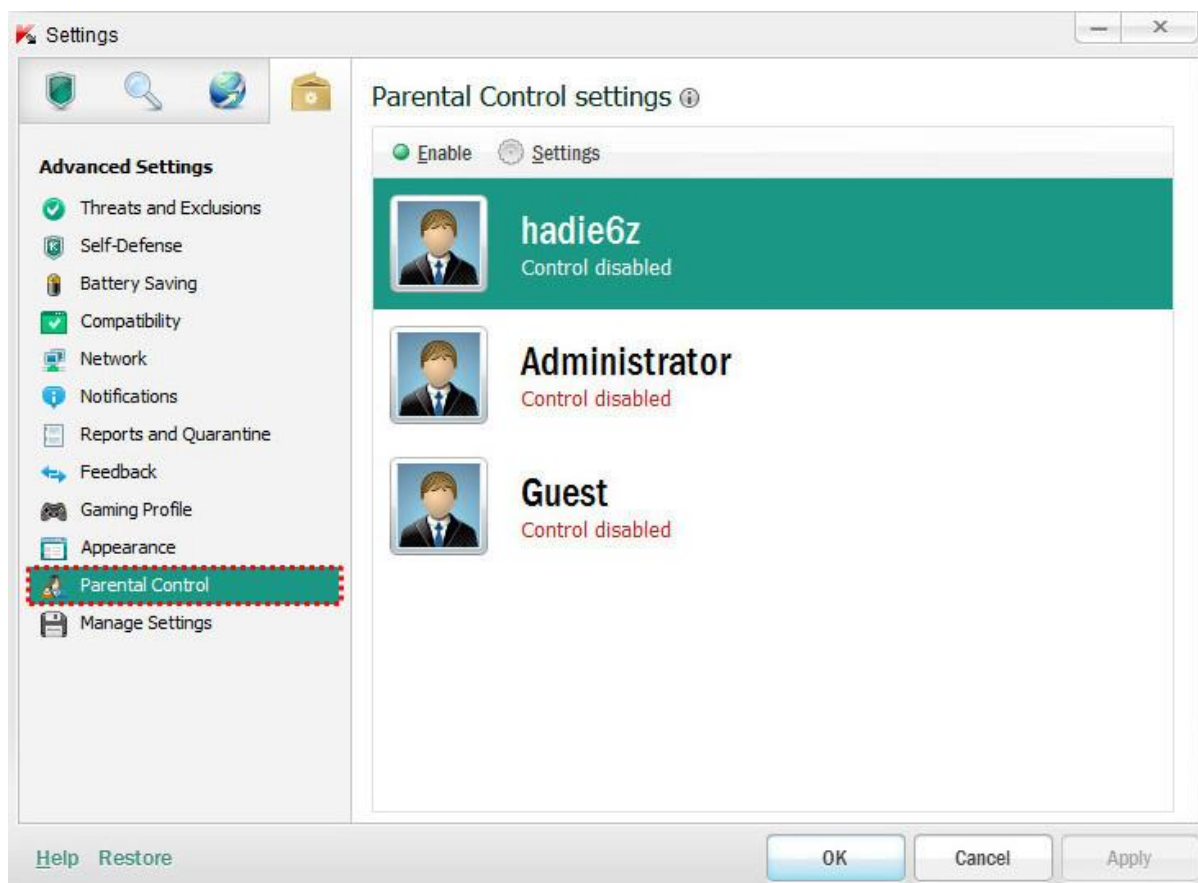 Settings
Parental Control settings
Enable Settings
Advanced Settings
Threats and Exclusions
Self-Defense
Battery Saving
Compatibility
Network
Notifications
Reports and Quarantine
Feedback
Gaming Profile
Appearance
Parental Control
Manage Settings
hadie6z
Control disabled
Administrator
Control disabled
Guest
Control disabled
Help Restore
OK Cancel Apply